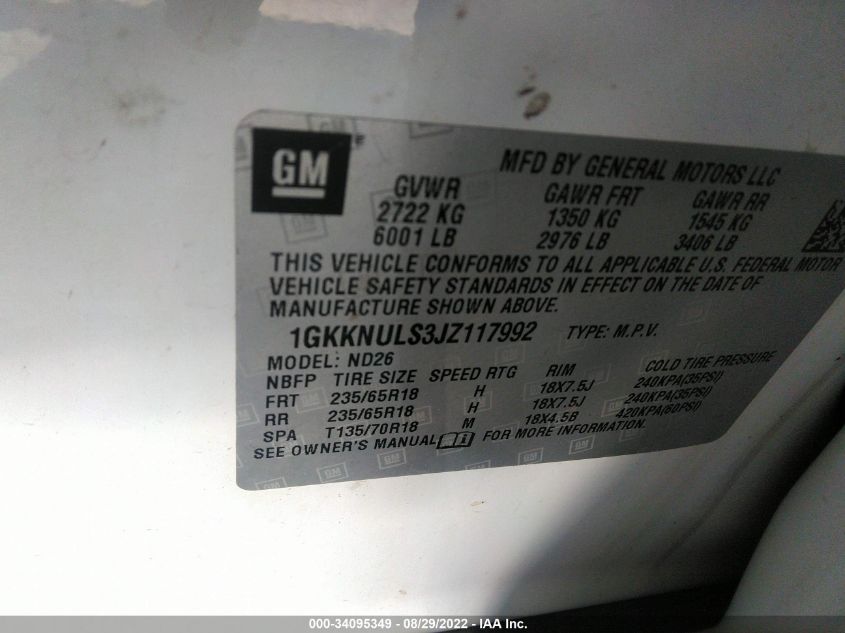 GM
MFD BY GENERAL MOTORS LLC
GVWR GAWR FRT GAWR RR
2722 KG 1350 KG 1545 KG
6001 LB 2976 LB 3406 LB
THIS VEHICLE CONFORMS TO ALL APPLICABLE U.S. FEDERAL MOTOR
VEHICLE SAFETY STANDARDS IN EFFECT ON THE DATE OF
MANUFACTURE SHOWN ABOVE.
1GKKNULS3JZ117992 TYPE: M.P.V.
MODEL: ND26
NBFP TIRE SIZE SPEED RTG RIM COLD TIRE PRESSURE
FRT 235/65R18 H 18X7.5J 240KPA(35PSI)
RR 235/65R18 H 18X7.5J 240KPA(35PSI)
SPA T135/70R18 M 18X4.5B 420KPA(60PSI)
SEE OWNER'S MANUAL FOR MORE INFORMATION.
000-34095349 - 08/29/2022 - IAA Inc.